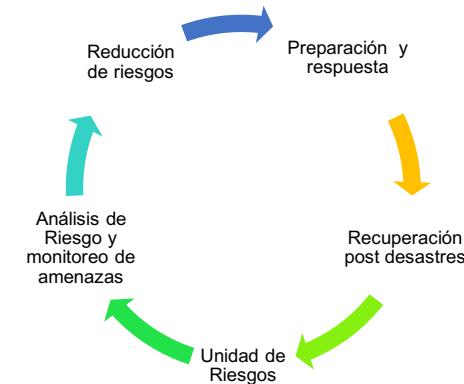 Reducción
de riesgos
Preparación y
respuesta
Recuperación
post desastres
Unidad de
Riesgos
Análisis de
Riesgo y
monitoreo de
amenazas